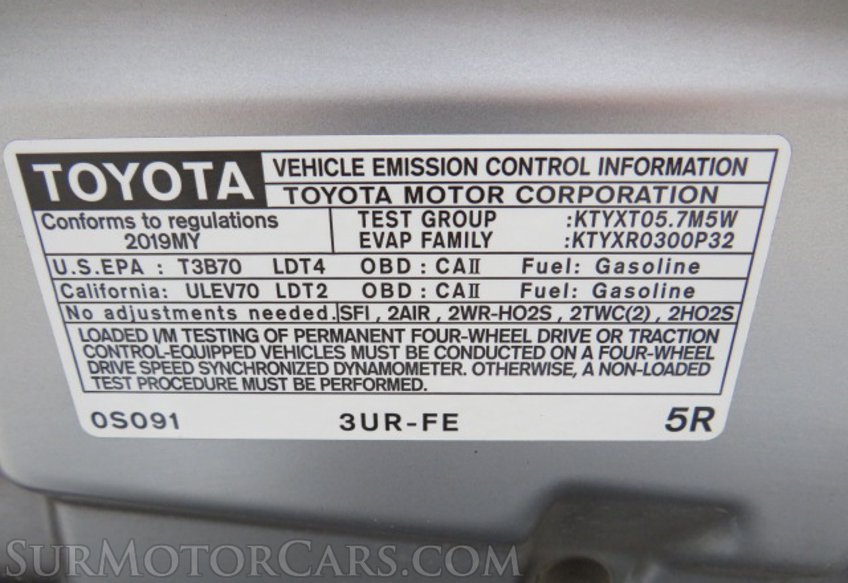 TOYOTA VEHICLE EMISSION CONTROL INFORMATION
TOYOTA MOTOR CORPORATION
Conforms to regulations TEST GROUP :KTYXT05.7M5W
2019MY EVAP FAMILY :KTYXR0300P32
U.S.EPA : T3B70 LDT4 OBD : CAII Fuel: Gasoline
California: ULEV70 LDT2 OBD : CAII Fuel: Gasoline
No adjustments needed. SFI , 2AIR , 2WR-HO2S , 2TWC(2) , 2HO2S
LOADED I/M TESTING OF PERMANENT FOUR-WHEEL DRIVE OR TRACTION
CONTROL-EQUIPPED VEHICLES MUST BE CONDUCTED ON A FOUR-WHEEL
DRIVE SPEED SYNCHRONIZED DYNAMOMETER. OTHERWISE, A NON-LOADED
TEST PROCEDURE MUST BE PERFORMED.
0S091 3UR-FE 5R
SurMotorCars.com